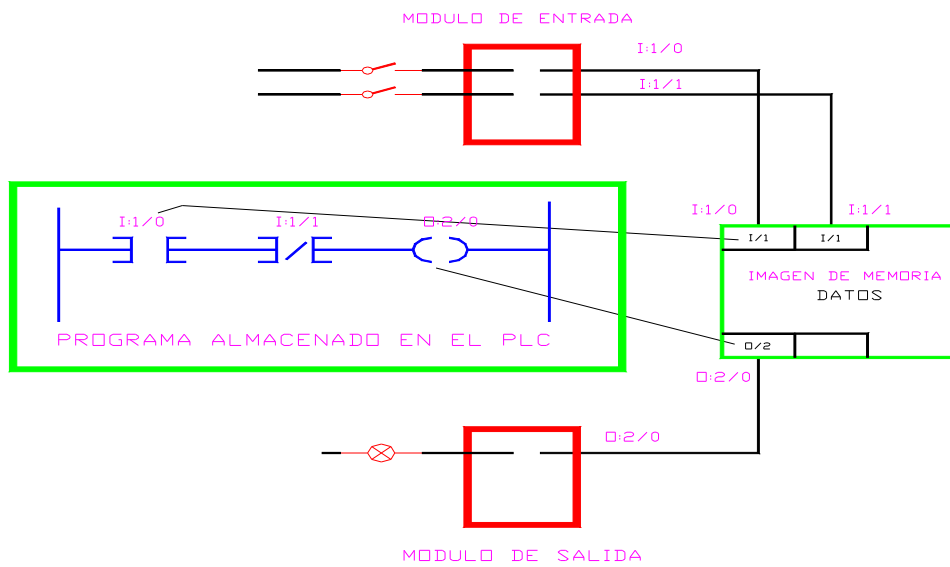 MODULO DE ENTRADA
I:1/0
I:1/1
I:1/0
I:1/1
I:1/0
I:1/1
O:2/0
I/1
I/1
IMAGEN DE MEMORIA
DATOS
PROGRAMA ALMACENADO EN EL PLC
O/2
O:2/0
O:2/0
MODULO DE SALIDA